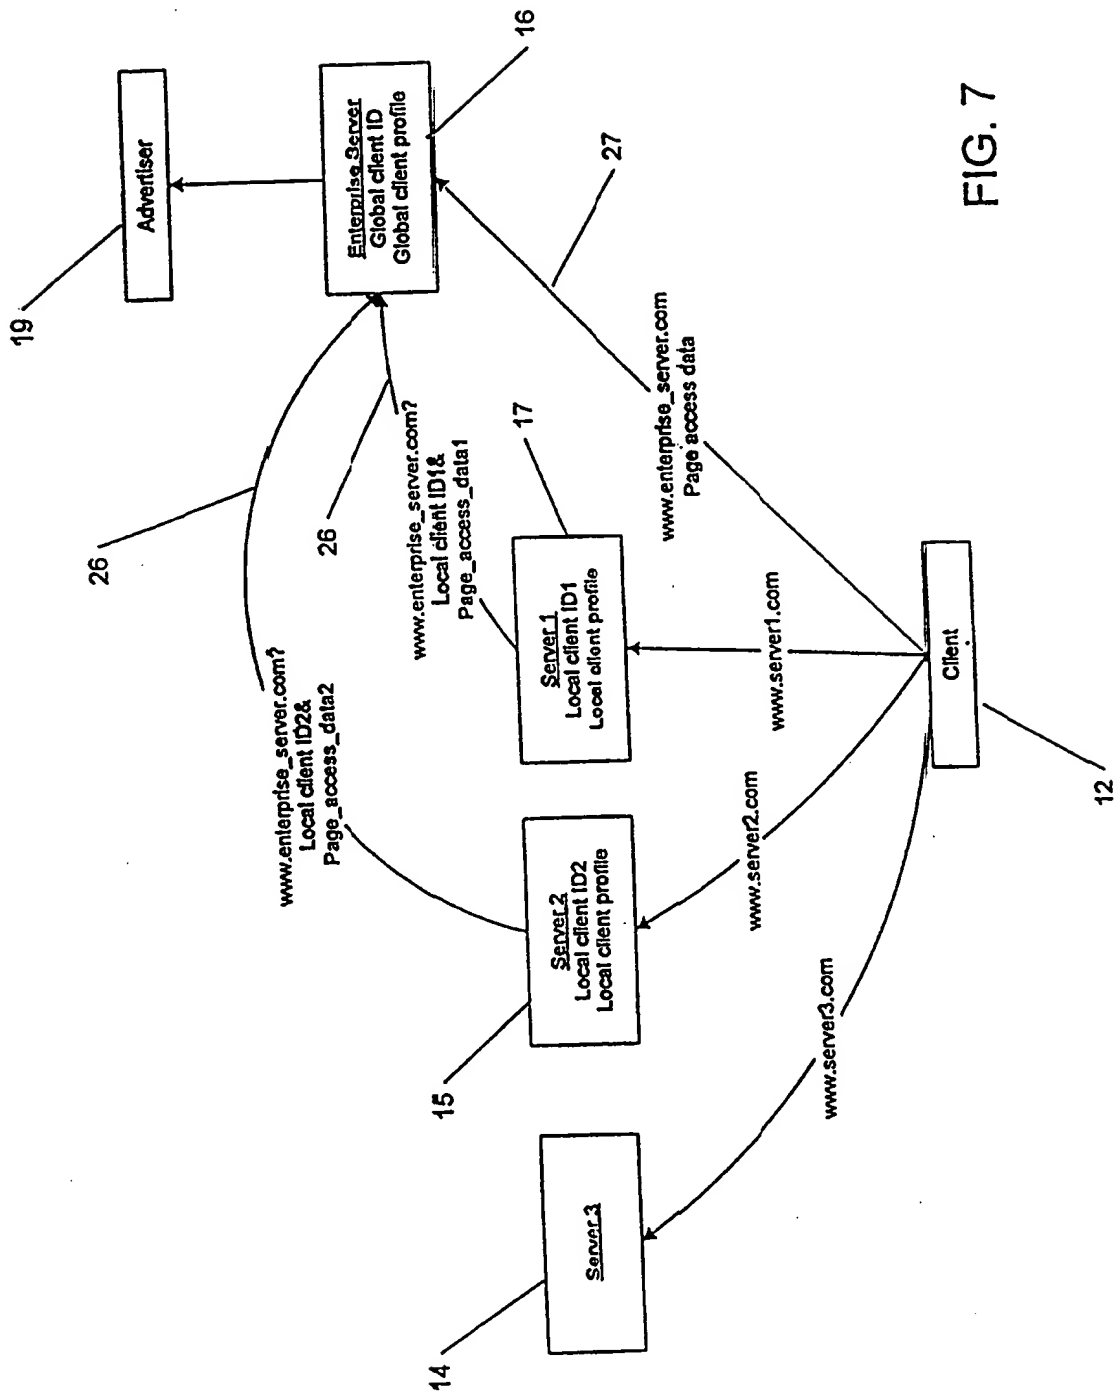 19
Advertiser
16
Enterprise Server
Global client ID
Global client profile
27
www.enterprise_server.com
Page access data
26
26
www.enterprise_server.com?
Local client ID1&
Page_access_data1
17
Server 1
Local client ID1
Local client profile
www.enterprise_server.com?
Local client ID2&
Page_access_data2
15
Server 2
Local client ID2
Local client profile
14
Server 3
www.server1.com
www.server2.com
www.server3.com
Client
12
FIG. 7